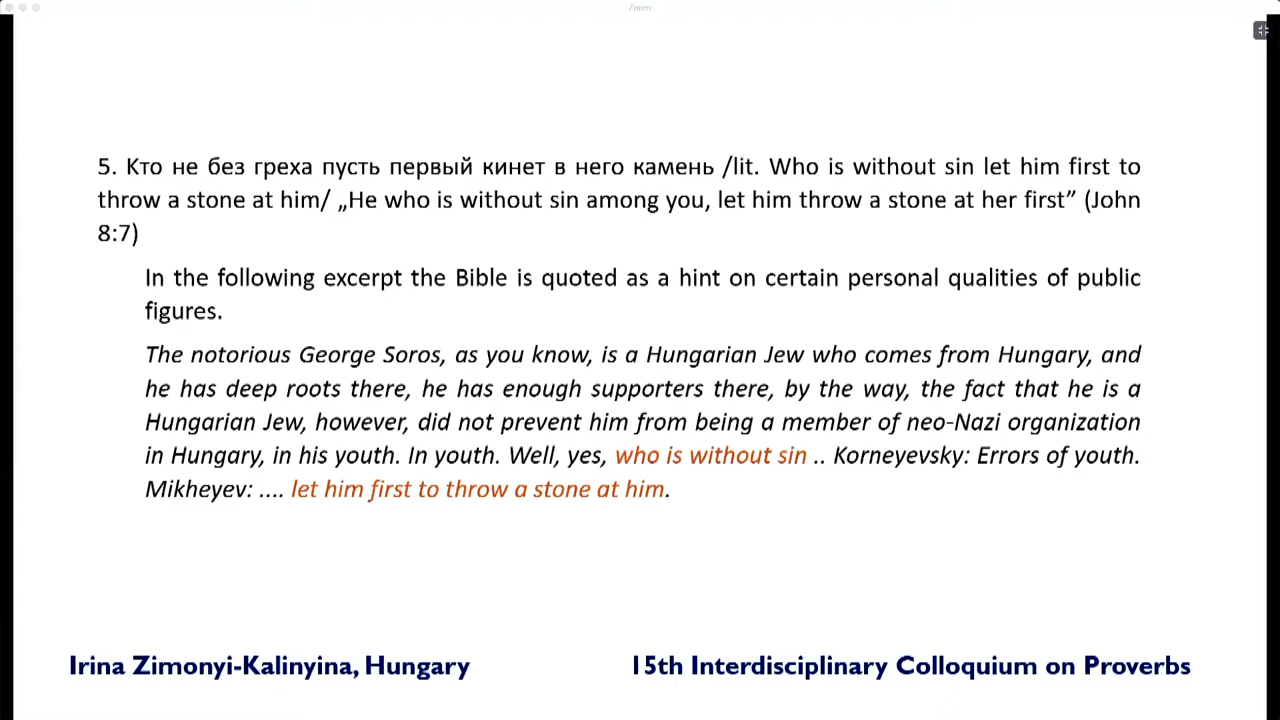 Zoom
5. Кто не без греха пусть первый кинет в него камень /lit. Who is without sin let him first to
throw a stone at him/ „He who is without sin among you, let him throw a stone at her first” (John
8:7)
In the following excerpt the Bible is quoted as a hint on certain personal qualities of public
figures.
The notorious George Soros, as you know, is a Hungarian Jew who comes from Hungary, and
he has deep roots there, he has enough supporters there, by the way, the fact that he is a
Hungarian Jew, however, did not prevent him from being a member of neo-Nazi organization
in Hungary, in his youth. In youth. Well, yes, who is without sin .. Korneyevsky: Errors of youth.
Mikheyev: .... let him first to throw a stone at him.
Irina Zimonyi-Kalinyina, Hungary
15th Interdisciplinary Colloquium on Proverbs